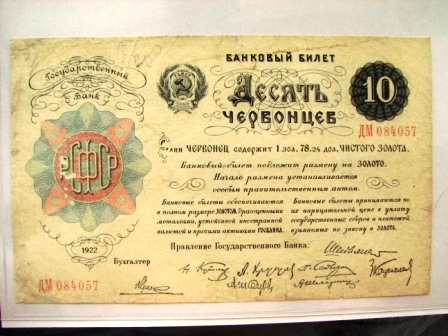 БАНКОВЫЙ БИЛЕТ
Государственный
Банк
Десять
10
ЧЕРВОНЦЕВ
ДМ 084057
Один ЧЕРВОНЕЦ содержит 1 зол. 78.24 дол. ЧИСТОГО ЗОЛОТА.
Банковый билет подлежит размену на ЗОЛОТО.
Начало размена устанавливается
особым правительственным актом.
РСФСР
Банковые билеты обеспечиваются
в полном размере ЗОЛОТОМ, драгоценными
металлами, устойчивой иностранной
валютой и прочими активами ГОСБАНКА.
Банковые билеты принимаются по
их нарицательной цене в уплату
государственных сборов и платежей,
взимаемых по закону в золоте.
Правление Государственного Банка:
1922
Бухгалтер
ДМ 084057